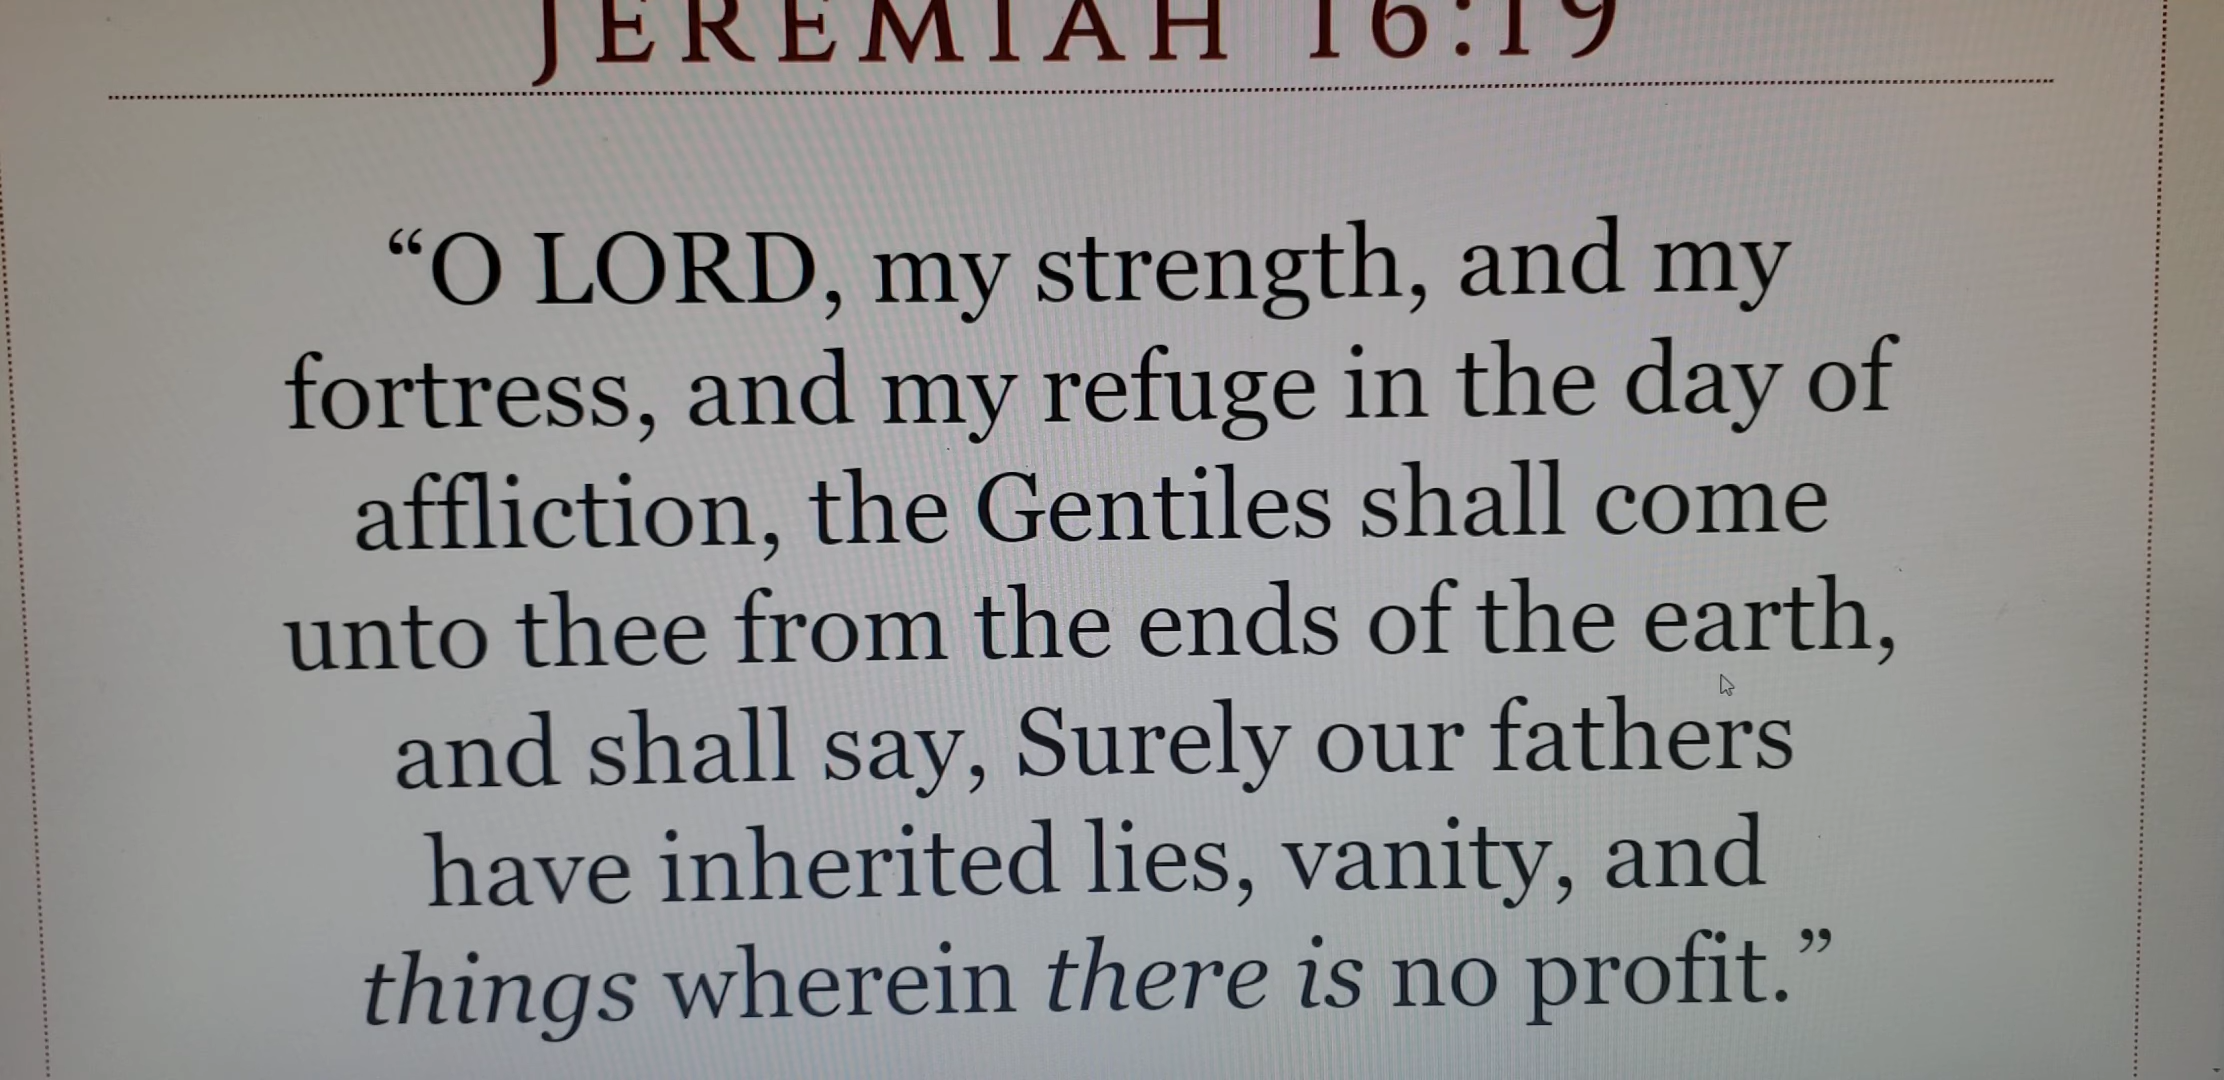 JEREMIAH 16:19
“O LORD, my strength, and my
fortress, and my refuge in the day of
affliction, the Gentiles shall come
unto thee from the ends of the earth,
and shall say, Surely our fathers
have inherited lies, vanity, and
things wherein there is no profit.”